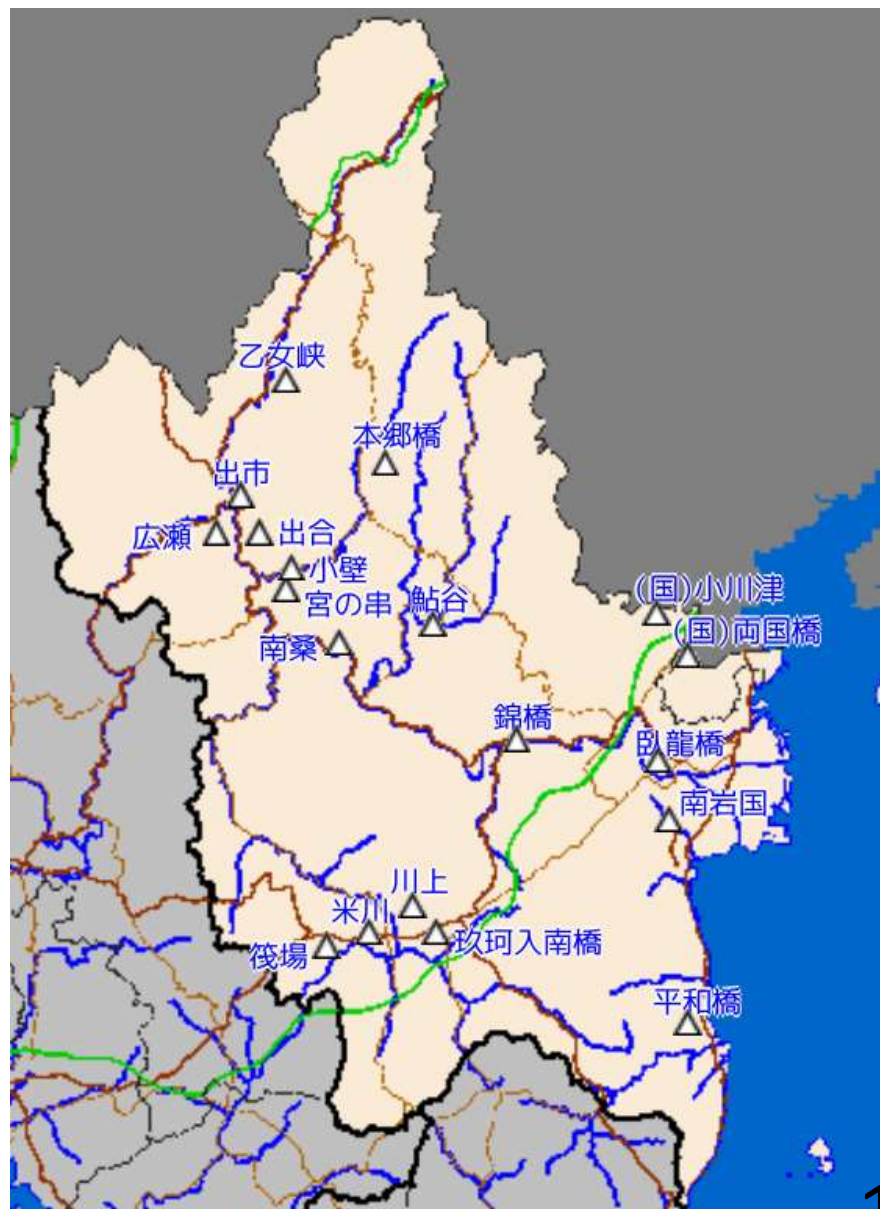 乙女峡
本郷橋
出市
広瀬
出合
小壁
宮の串
鮎谷
(国)小川津
(国)両国橋
南桑
錦橋
臥龍橋
南岩国
川上
米川
玖珂入南橋
筏場
平和橋
1